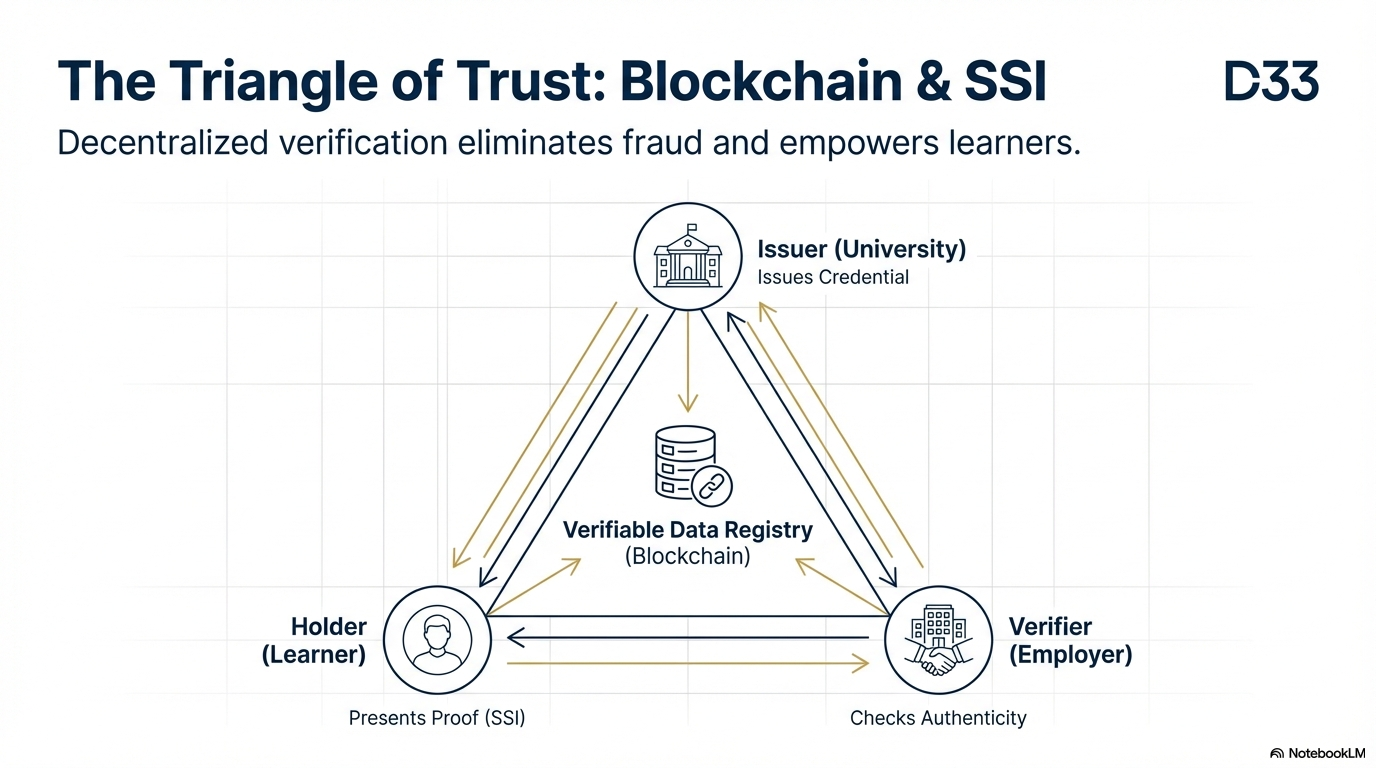 The Triangle of Trust: Blockchain & SSI
D33
Decentralized verification eliminates fraud and empowers learners.
Issuer (University)
Issues Credential
Verifiable Data Registry
(Blockchain)
Holder
(Learner)
Presents Proof (SSI)
Verifier
(Employer)
Checks Authenticity
NotebookLM